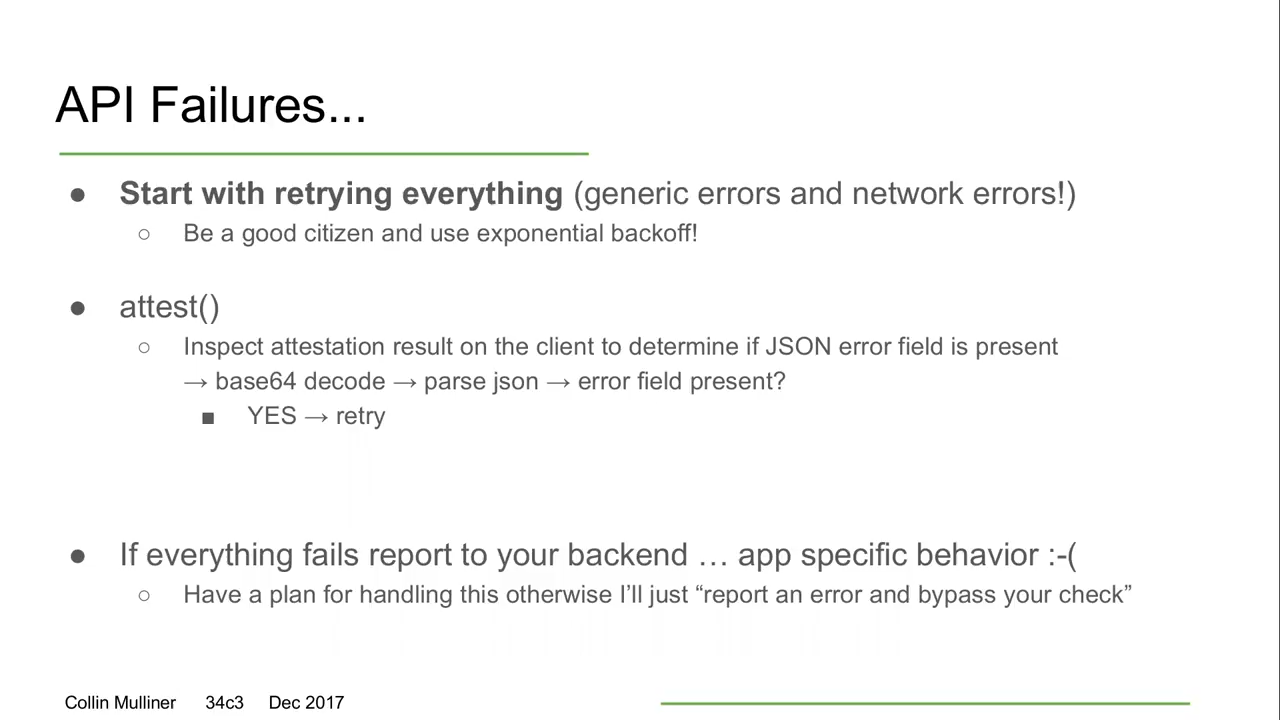 API Failures...
● Start with retrying everything (generic errors and network errors!)
○ Be a good citizen and use exponential backoff!
● attest()
○ Inspect attestation result on the client to determine if JSON error field is present
→ base64 decode → parse json → error field present?
■ YES → retry
● If everything fails report to your backend … app specific behavior :-(
○ Have a plan for handling this otherwise I’ll just “report an error and bypass your check”
Collin Mulliner 34c3 Dec 2017